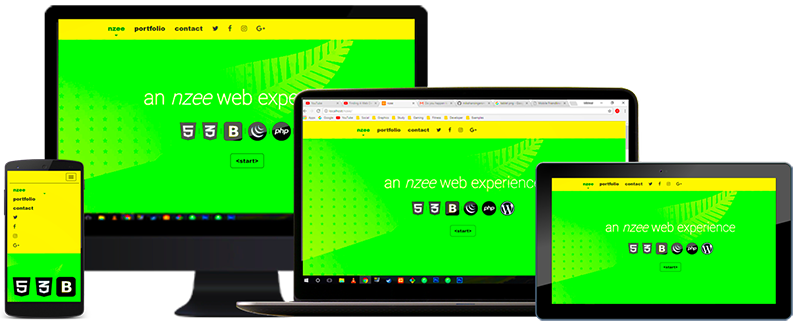 nzee portfolio contact
an nzee web experience
B php
<start>
nzee portfolio contact
an nzee web experience
B php
<start>
nzee
portfolio
contact
B
nzee portfolio contact
an nzee web experience
B php
<start>